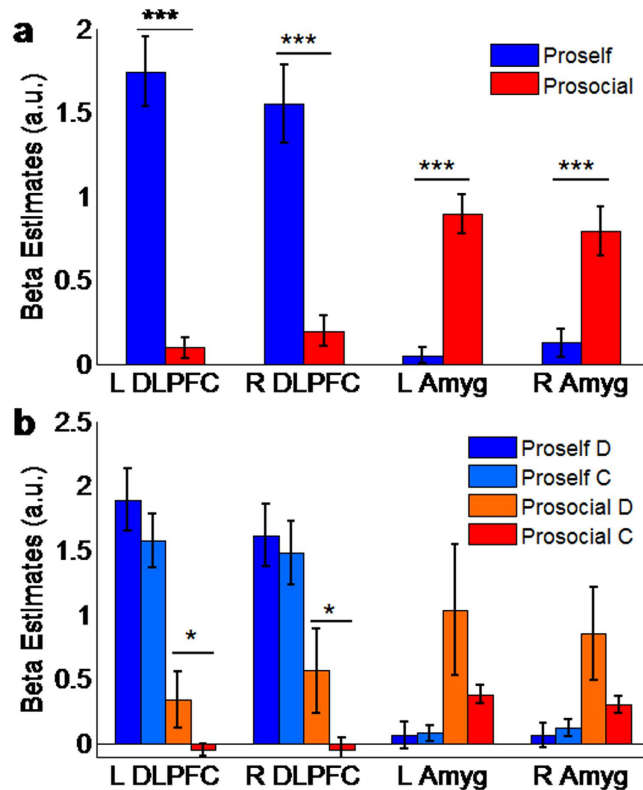 a
2
1.5
1
0.5
0
Beta Estimates (a.u.)
*** *** *** ***
Proself
Prosocial
L DLPFC R DLPFC L Amyg R Amyg
b
2.5
2
1.5
1
0.5
0
Beta Estimates (a.u.)
* *
Proself D
Proself C
Prosocial D
Prosocial C
L DLPFC R DLPFC L Amyg R Amyg